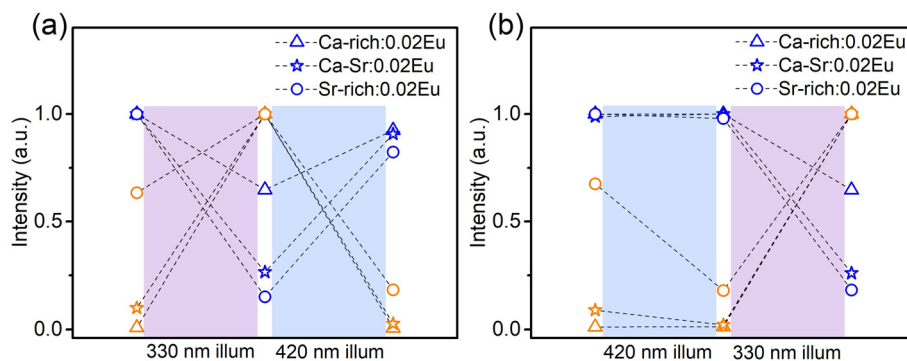 (a)
Ca-rich:0.02Eu
Ca-Sr:0.02Eu
Sr-rich:0.02Eu
Intensity (a.u.)
1.0
0.5
0.0
330 nm illum
420 nm illum
(b)
Ca-rich:0.02Eu
Ca-Sr:0.02Eu
Sr-rich:0.02Eu
Intensity (a.u.)
1.0
0.5
0.0
420 nm illum
330 nm illum